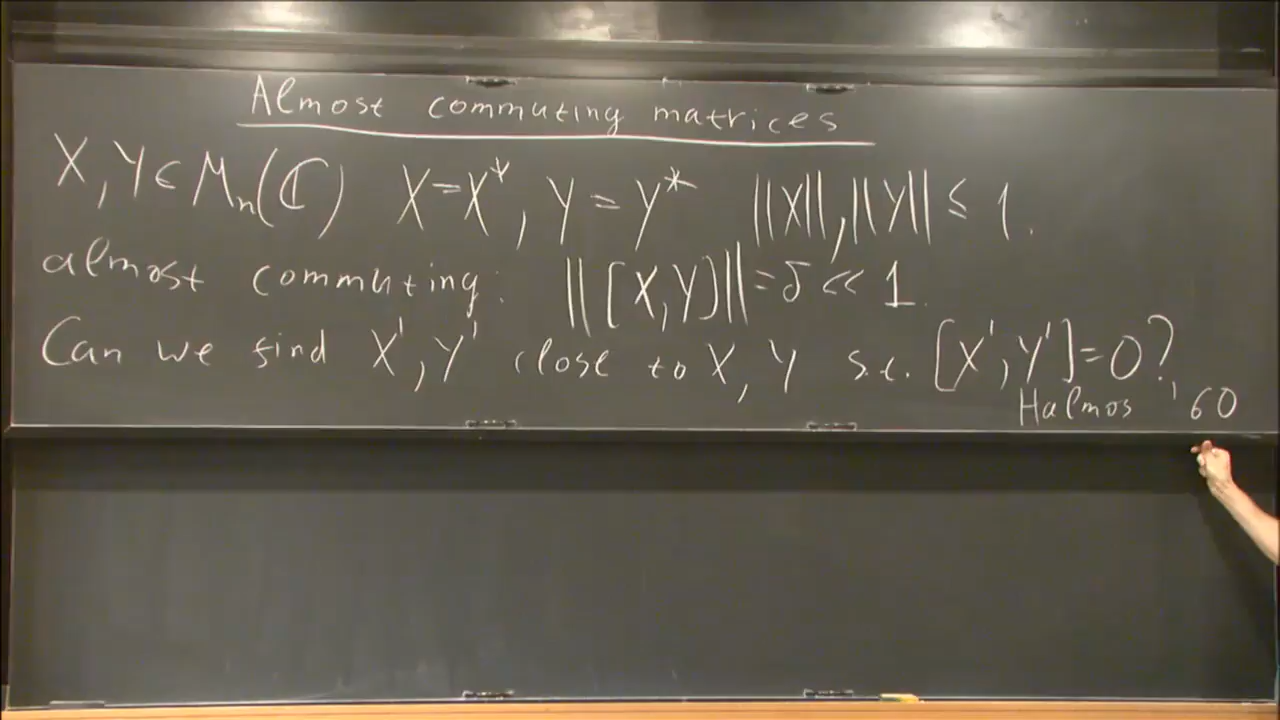 Almost commuting matrices
X, Y ∈ Mₙ(ℂ) X=X*, Y=Y* ||X||,||Y|| ≤ 1.
almost commuting: ||[X,Y]|| = δ << 1.
Can we find X',Y' close to X, Y s.t. [X',Y']=0?
Halmos '60